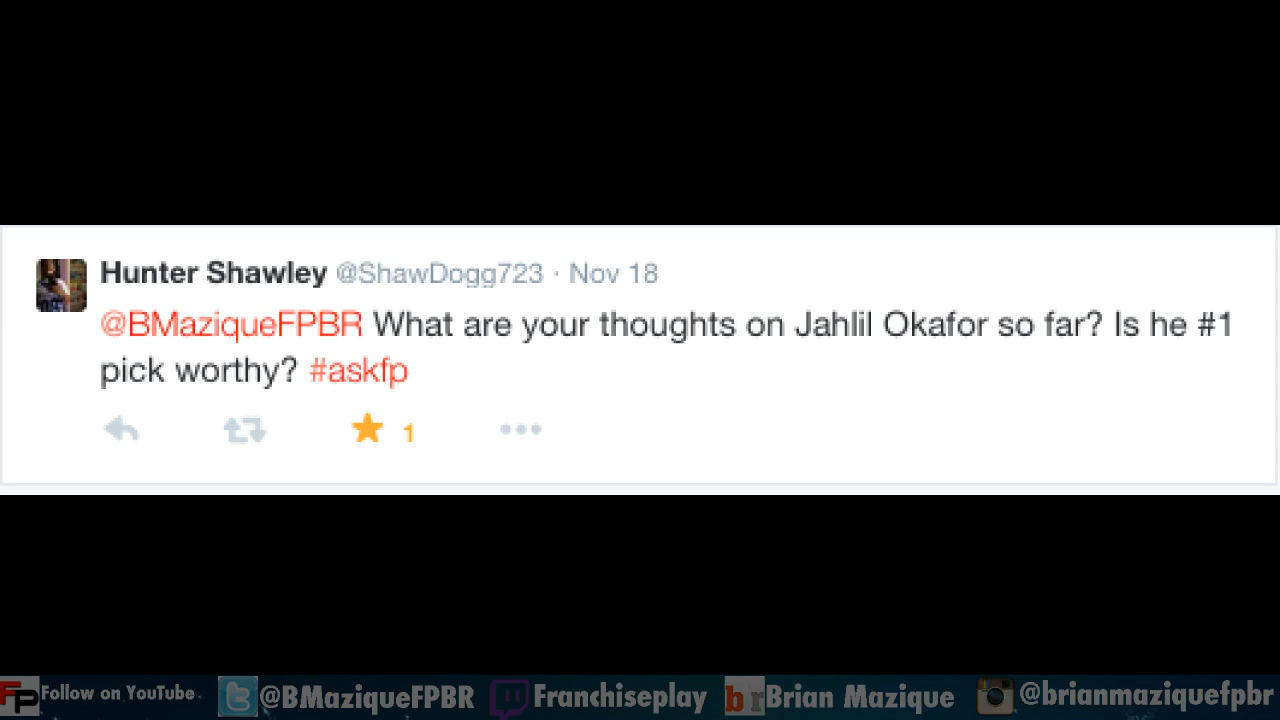 Hunter Shawley @ShawDogg723 · Nov 18
@BMaziqueFPBR What are your thoughts on Jahlil Okafor so far? Is he #1
pick worthy? #askfp
1
FP Follow on YouTube @BMaziqueFPBR Franchiseplay br Brian Mazique @brianmaziquefpbr